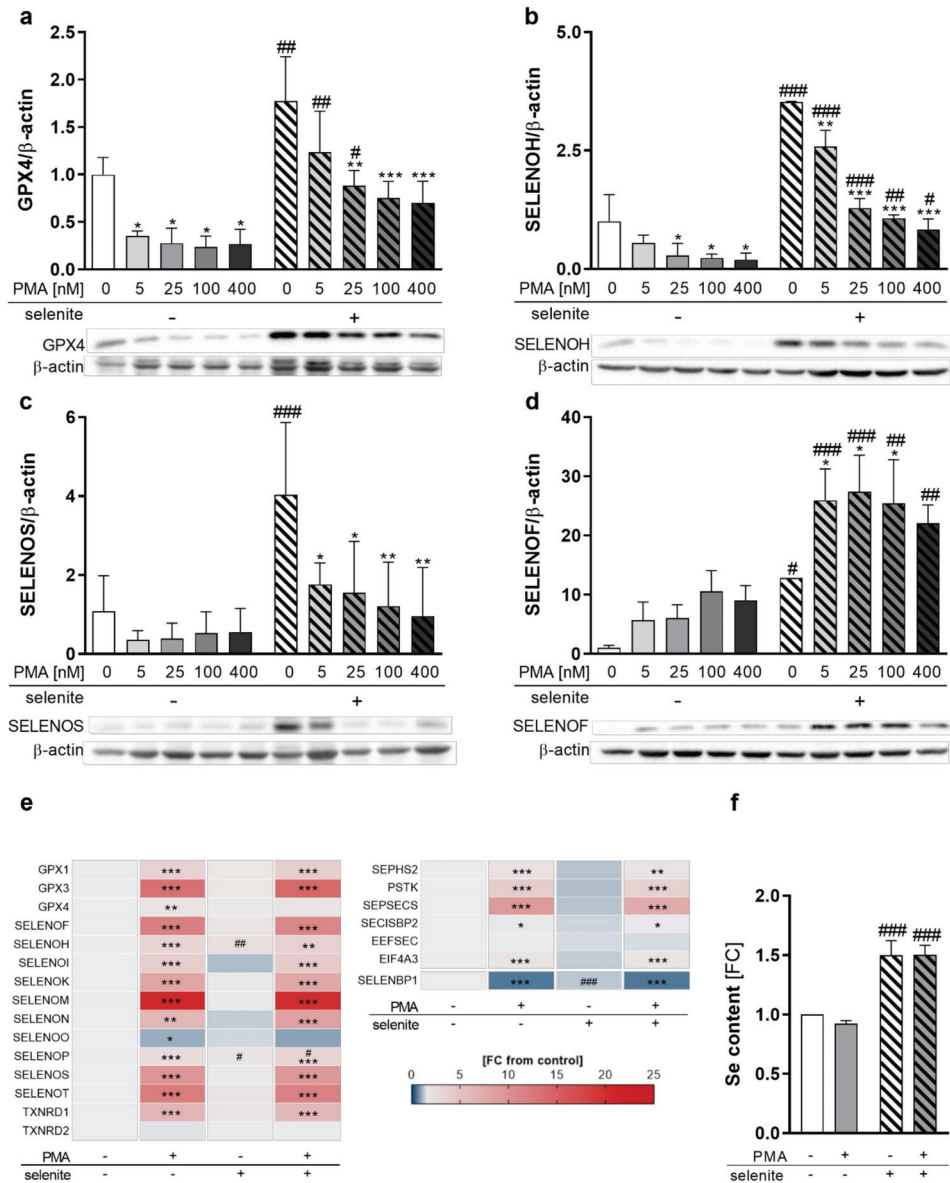 a
GPX4/β-actin
2.5
2.0
1.5
1.0
0.5
0.0
* * * *
## ## # ** *** ***
PMA [nM] 0 5 25 100 400 0 5 25 100 400
selenite - +
GPX4
β-actin
b
SELENOH/β-actin
5.0
2.5
0.0
* * *
### ### ** ### *** ## *** # ***
PMA [nM] 0 5 25 100 400 0 5 25 100 400
selenite - +
SELENOH
β-actin
c
SELENOS/β-actin
6
4
2
0
### * * ** **
PMA [nM] 0 5 25 100 400 0 5 25 100 400
selenite - +
SELENOS
β-actin
d
SELENOF/β-actin
40
30
20
10
0
# ### * ### * ## * ##
PMA [nM] 0 5 25 100 400 0 5 25 100 400
selenite - +
SELENOF
β-actin
e
GPX1 *** ***
GPX3 *** ***
GPX4 **
SELENOF *** ***
SELENOH *** ## **
SELENOI *** ***
SELENOK *** ***
SELENOM *** ***
SELENON ** ***
SELENOO *
SELENOP *** # # ***
SELENOS *** ***
SELENOT *** ***
TXNRD1 *** ***
TXNRD2
PMA - + - +
selenite - - + +
SEPHS2 *** **
PSTK *** ***
SEPSECS *** ***
SECISBP2 * *
EEFSEC
EIF4A3 *** ***
SELENBP1 *** ### ***
PMA - + - +
selenite - - + +
[FC from control]
0 5 10 15 20 25
f
Se content [FC]
2.0
1.5
1.0
0.5
0.0
### ###
PMA - + - +
selenite - - + +